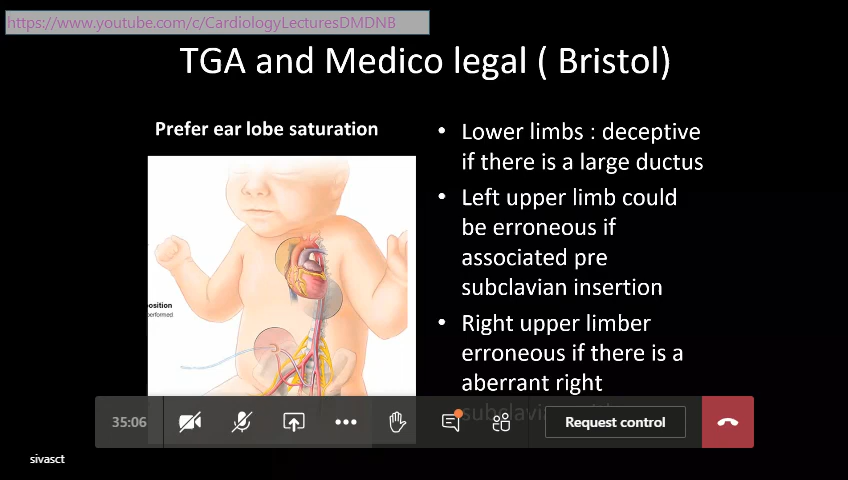 https://www.youtube.com/c/CardiologyLecturesDMDNB
TGA and Medico legal ( Bristol)
Prefer ear lobe saturation
osition
performed
• Lower limbs : deceptive
if there is a large ductus
• Left upper limb could
be erroneous if
associated pre
subclavian insertion
• Right upper limber
erroneous if there is a
aberrant right
35:06
Request control
sivasct